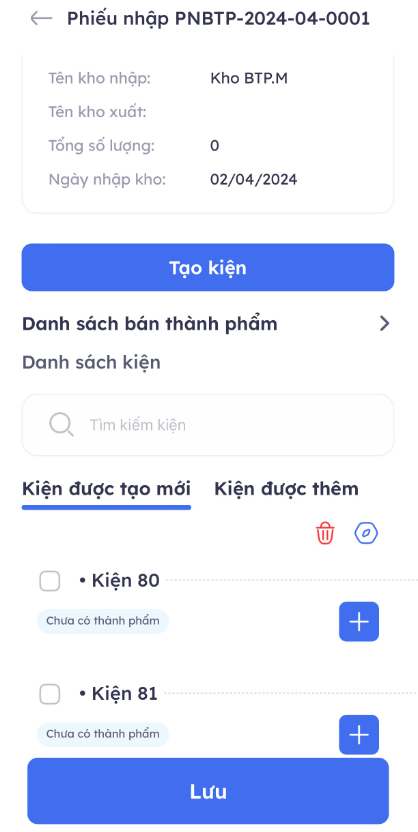 Phiếu nhập PNBTP-2024-04-0001
Tên kho nhập: Kho BTP.M
Tên kho xuất:
Tổng số lượng: 0
Ngày nhập kho: 02/04/2024
Tạo kiện
Danh sách bán thành phẩm
Danh sách kiện
Tìm kiếm kiện
Kiện được tạo mới Kiện được thêm
• Kiện 80
Chưa có thành phẩm
• Kiện 81
Chưa có thành phẩm
Lưu